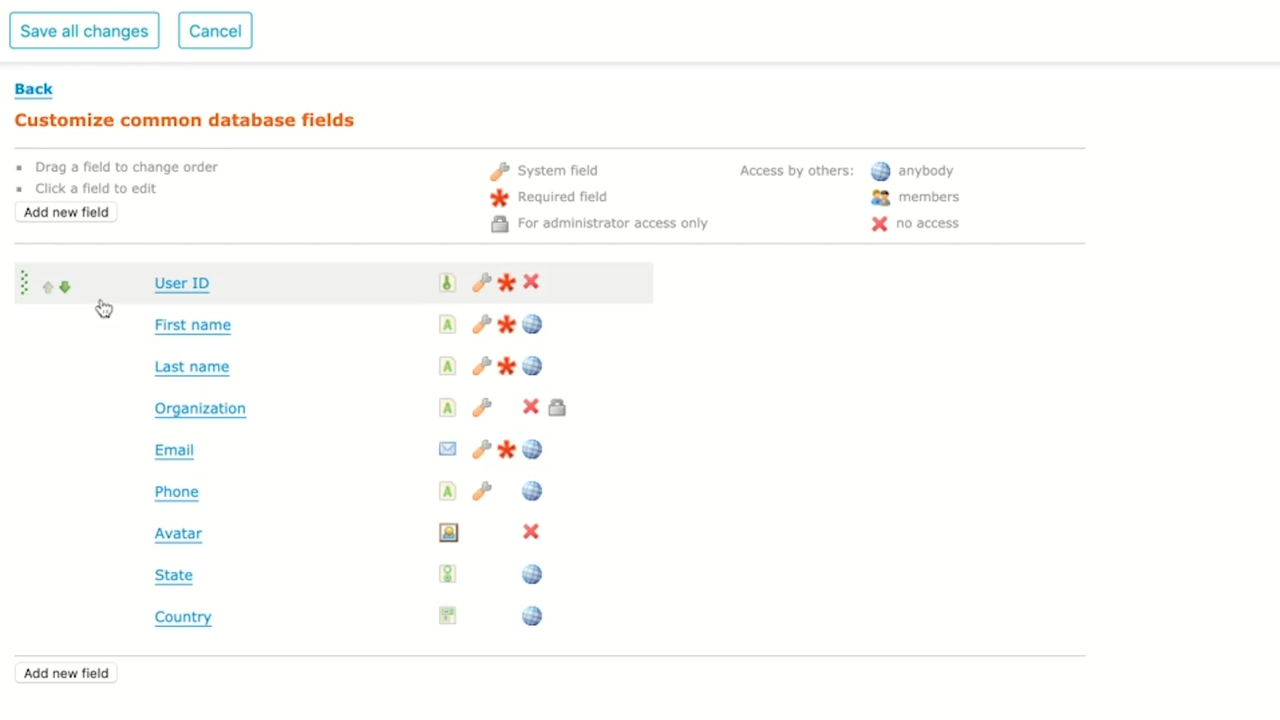 Save all changes
Cancel
Back
Customize common database fields
Drag a field to change order
Click a field to edit
Add new field
System field
Required field
For administrator access only
Access by others:
anybody
members
no access
User ID
First name
Last name
Organization
Email
Phone
Avatar
State
Country
Add new field